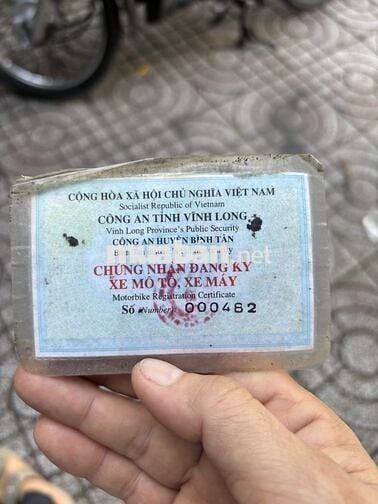 CỘNG HÒA XÃ HỘI CHỦ NGHĨA VIỆT NAM
Socialist Republic of Vietnam
CÔNG AN TỈNH VĨNH LONG
Vinh Long Province's Public Security
CÔNG AN HUYỆN BÌNH TÂN
CHỨNG NHẬN ĐĂNG KÝ
XE MÔ TÔ, XE MÁY
Motorbike Registration Certificate
Số (Number): 000482